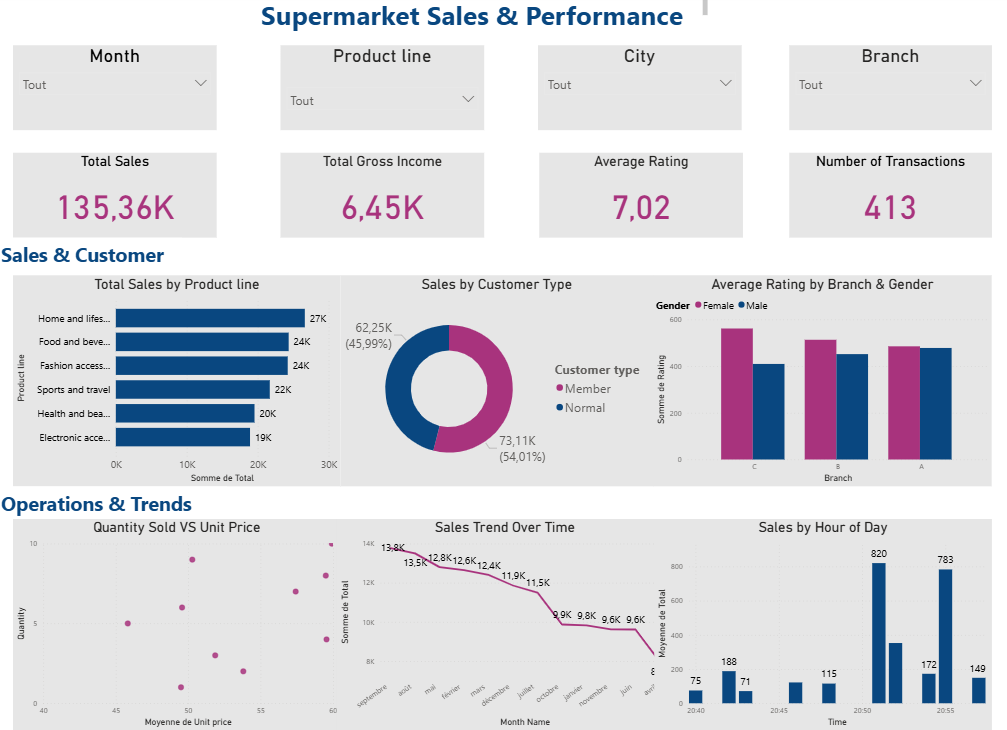 Supermarket Sales & Performance
Month
Tout
Product line
Tout
City
Tout
Branch
Tout
Total Sales
135,36K
Total Gross Income
6,45K
Average Rating
7,02
Number of Transactions
413
Sales & Customer
Total Sales by Product line
Product line
Home and lifes...
27K
Food and beve...
24K
Fashion access...
24K
Sports and travel
22K
Health and bea...
20K
Electronic acce...
19K
0K 10K 20K 30K
Somme de Total
Sales by Customer Type
62,25K
(45,99%)
73,11K
(54,01%)
Customer type
Member
Normal
Average Rating by Branch & Gender
Gender Female Male
Somme de Rating
600
400
200
0
C B A
Branch
Operations & Trends
Quantity Sold VS Unit Price
Quantity
10
5
0
40 45 50 55 60
Moyenne de Unit price
Sales Trend Over Time
Somme de Total
14K
12K
10K
8K
13,8K
13,5K
12,8K
12,6K
12,4K
11,9K
11,5K
9,9K
9,8K
9,6K
9,6K
8
septembre
août
mai
février
mars
décembre
juillet
octobre
janvier
novembre
juin
avril
Month Name
Sales by Hour of Day
Moyenne de Total
800
600
400
200
0
75
188
71
115
820
172
783
149
20:40 20:45 20:50 20:55
Time